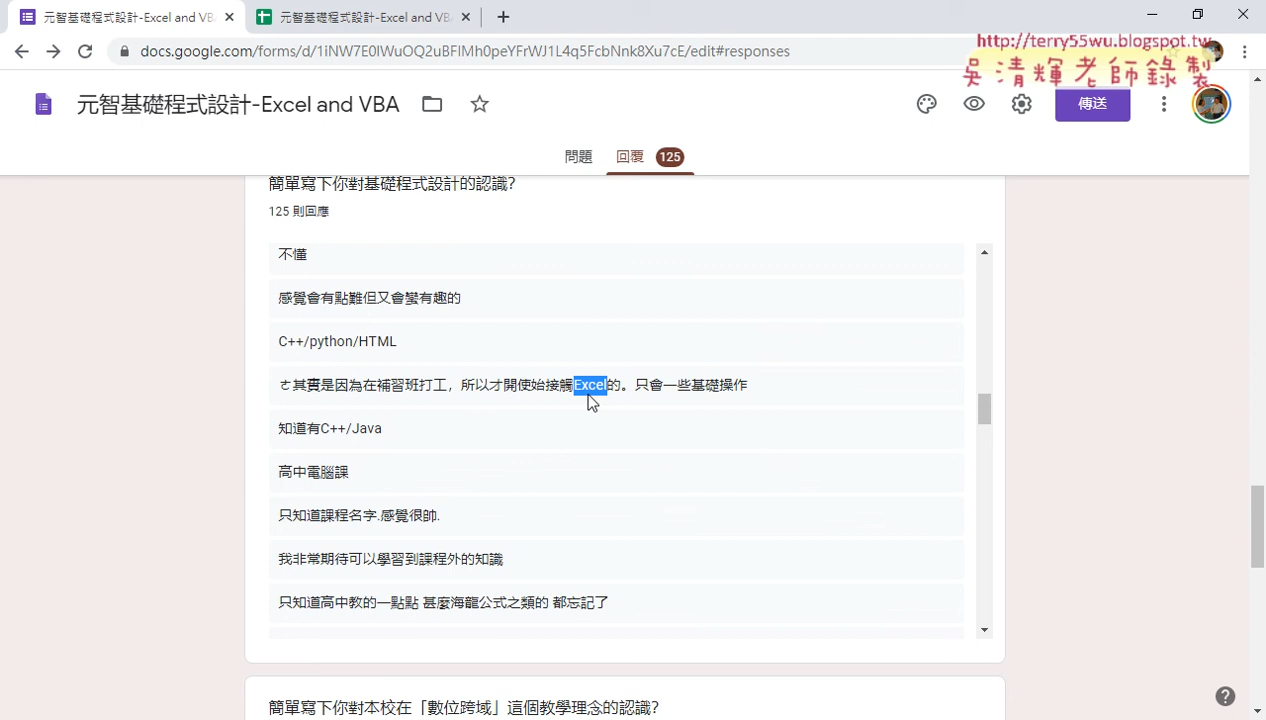 元智基礎程式設計-Excel and VB
元智基礎程式設計-Excel and VB
docs.google.com/forms/d/1iNW7E0lWuOQ2uBFIMh0peYFrWJ1L4q5FcbNnk8Xu7cE/edit#responses
http://terry55wu.blogspot.tw
吳清輝老師錄製
元智基礎程式設計-Excel and VBA
傳送
問題
回覆 125
簡單寫下你對基礎程式設計的認識?
125 則回應
不懂
感覺會有點難但又會蠻有趣的
C++/python/HTML
ㄜ其實是因為在補習班打工，所以才開使始接觸Excel的。只會一些基礎操作
知道有C++/Java
高中電腦課
只知道課程名字.感覺很帥.
我非常期待可以學習到課程外的知識
只知道高中教的一點點 甚麼海龍公式之類的 都忘記了
簡單寫下你對本校在「數位跨域」這個教學理念的認識?